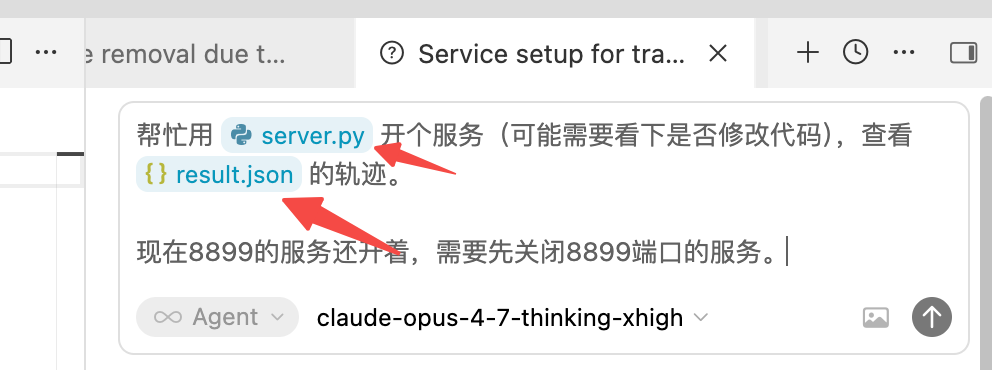 e removal due t...
Service setup for tra...
帮忙用 server.py 开个服务（可能需要看下是否修改代码），查看
result.json 的轨迹。
现在8899的服务还开着，需要先关闭8899端口的服务。
Agent
claude-opus-4-7-thinking-xhigh